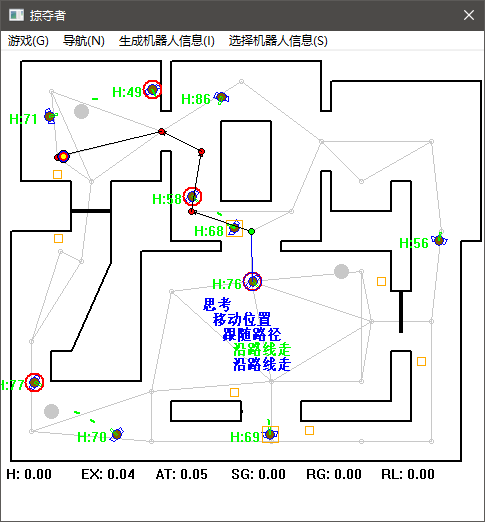 掠夺者
游戏(G) 导航(N) 生成机器人信息(I) 选择机器人信息(S)
H:49
H:86
H:71
H:58
H:68
H:56
H:76
思考
移动位置
跟随路径
沿路线走
沿路线走
H:77
H:70
H:69
H: 0.00 EX: 0.04 AT: 0.05 SG: 0.00 RG: 0.00 RL: 0.00